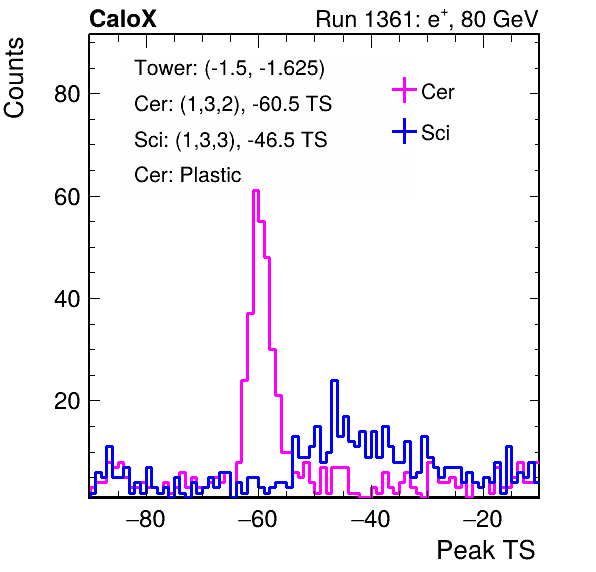 CaloX Run 1361: e⁺, 80 GeV
Counts
Tower: (-1.5, -1.625)
Cer: (1,3,2), -60.5 TS
Sci: (1,3,3), -46.5 TS
Cer: Plastic
Cer
Sci
80
60
40
20
−80 −60 −40 −20
Peak TS